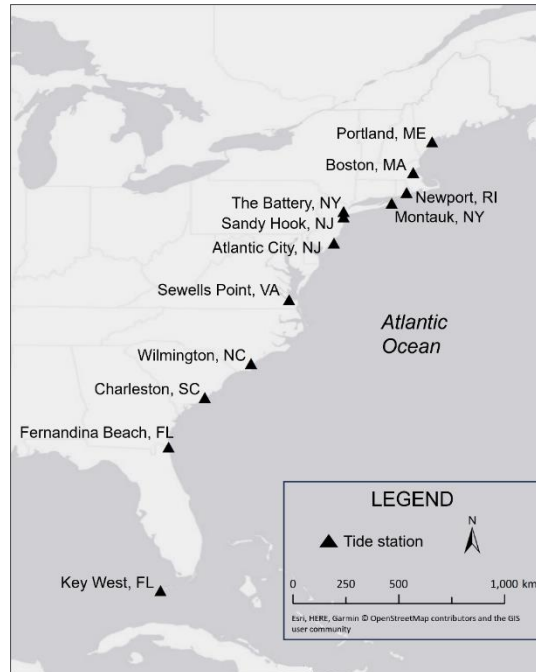 Portland, ME
Boston, MA
Newport, RI
The Battery, NY
Montauk, NY
Sandy Hook, NJ
Atlantic City, NJ
Sewells Point, VA
Atlantic
Ocean
Wilmington, NC
Charleston, SC
Fernandina Beach, FL
Key West, FL
LEGEND
Tide station
N
0 250 500 1,000 km
Esri, HERE, Garmin © OpenStreetMap contributors and the GIS
user community